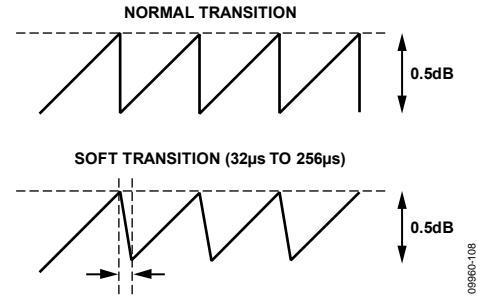 NORMAL TRANSITION
0.5dB
SOFT TRANSITION (32µs TO 256µs)
0.5dB
09960-108